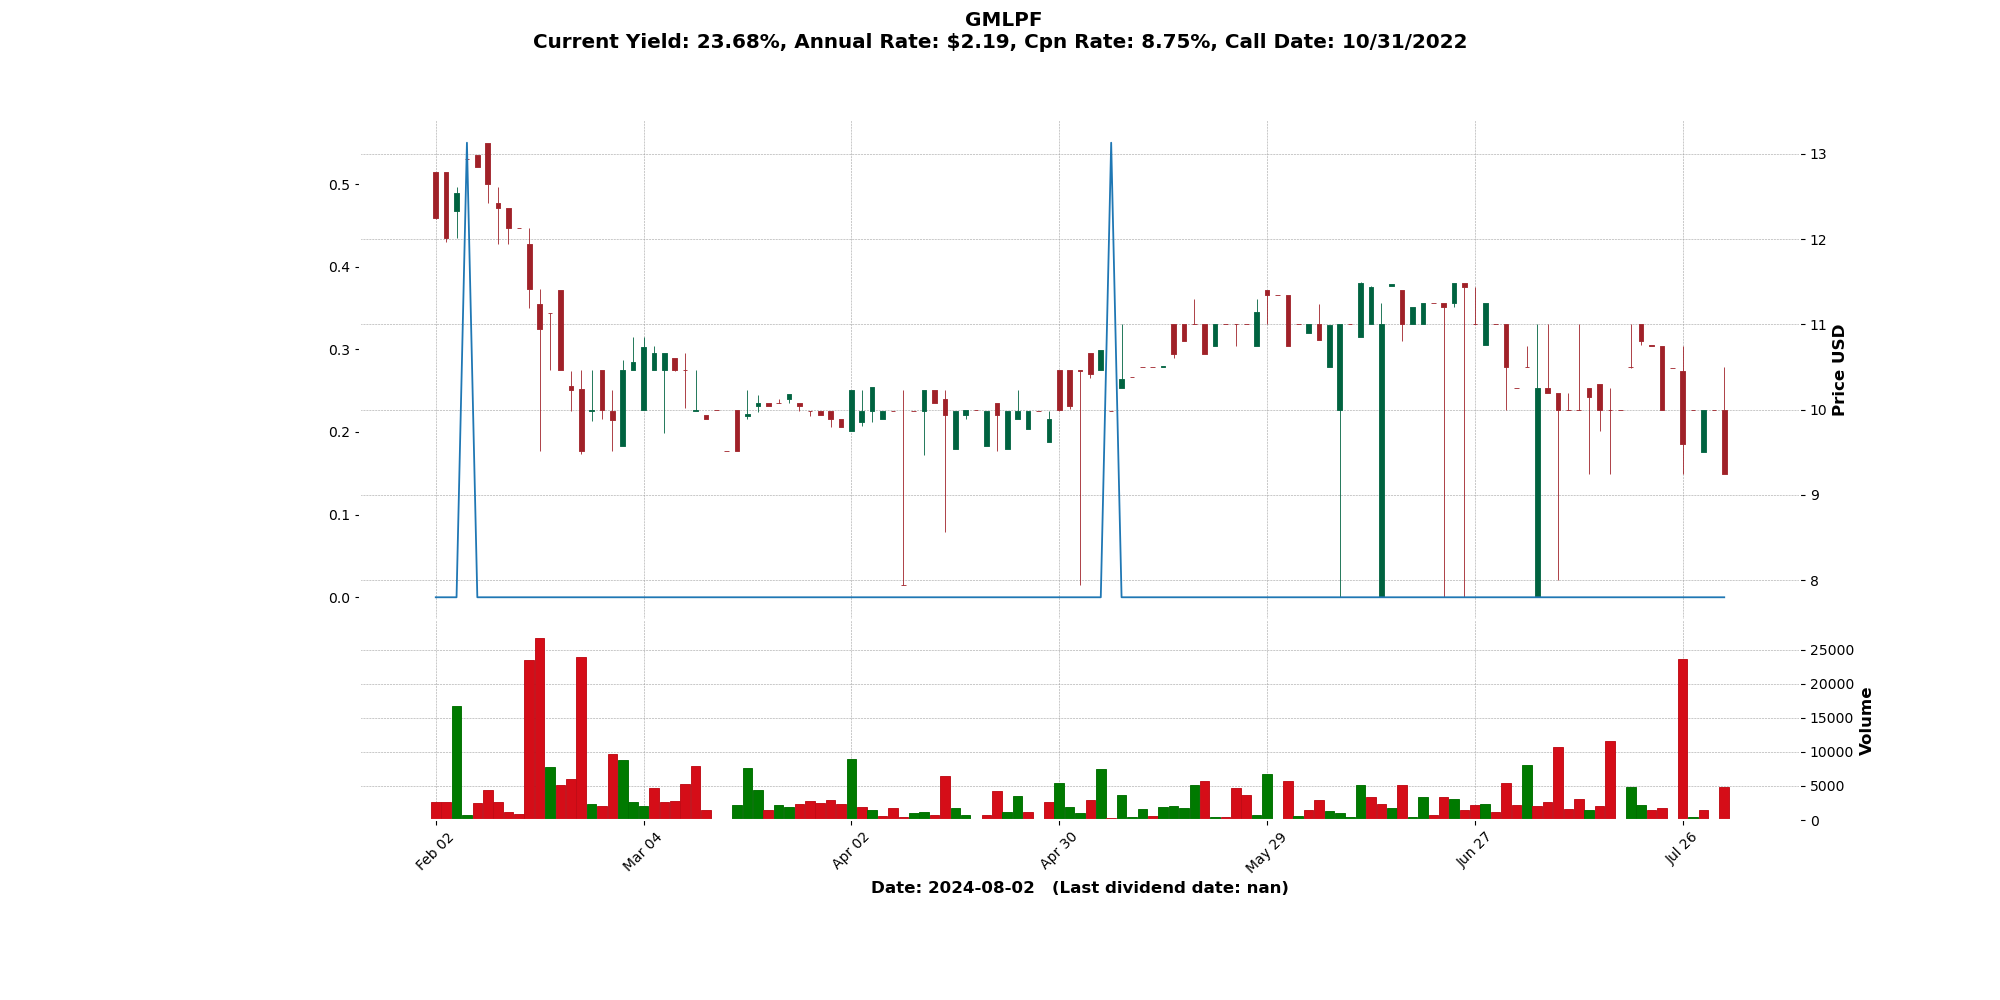 GMLPF
Current Yield: 23.68%, Annual Rate: $2.19, Cpn Rate: 8.75%, Call Date: 10/31/2022
0.5
0.4
0.3
0.2
0.1
0.0
13
12
11
10
9
8
Price USD
25000
20000
15000
10000
5000
0
Volume
Feb 02
Mar 04
Apr 02
Apr 30
May 29
Jun 27
Jul 26
Date: 2024-08-02 (Last dividend date: nan)